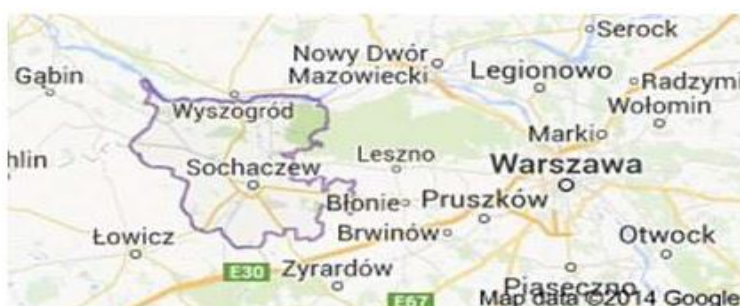 Serock
Nowy Dwór
Mazowiecki
Gąbin
Legionowo
Radzymi
Wyszogród
Wołomin
Marki
hlin
Sochaczew
Leszno
Warszawa
Błonie
Pruszków
Łowicz
Brwinów
Otwock
E30
Zyrardów
Piaseczno
E67
Map data ©2014 Google